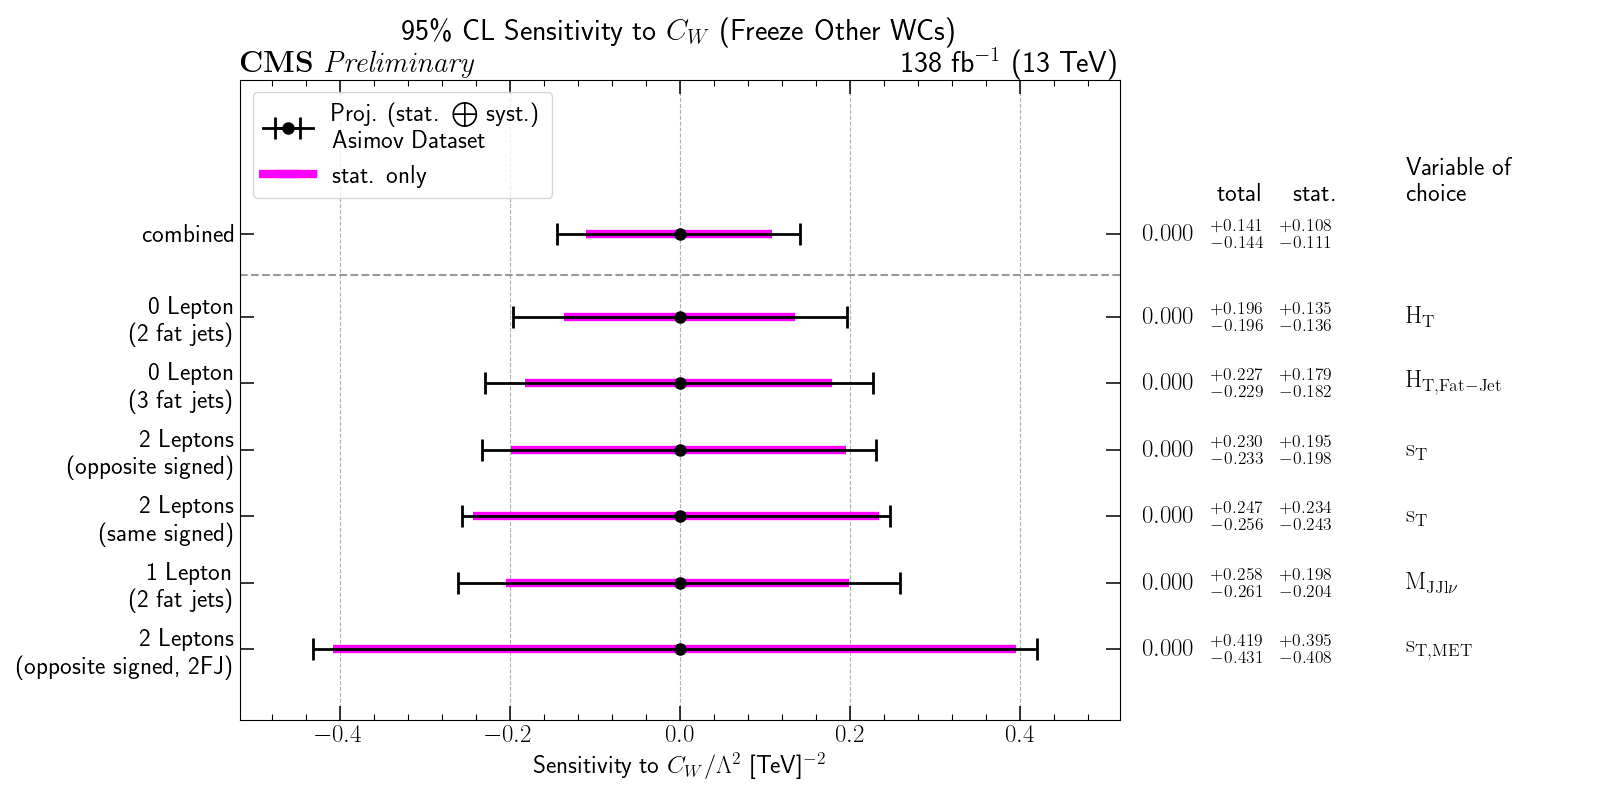 95% CL Sensitivity to C_W (Freeze Other WCs)
CMS Preliminary 138 fb⁻¹ (13 TeV)
Proj. (stat. ⨁ syst.)
Asimov Dataset
stat. only
total stat. Variable of choice
combined 0.000 +0.141 −0.144 +0.108 −0.111
0 Lepton
(2 fat jets) 0.000 +0.196 −0.196 +0.135 −0.136 H_T
0 Lepton
(3 fat jets) 0.000 +0.227 −0.229 +0.179 −0.182 H_T,Fat−Jet
2 Leptons
(opposite signed) 0.000 +0.230 −0.233 +0.195 −0.198 s_T
2 Leptons
(same signed) 0.000 +0.247 −0.256 +0.234 −0.243 s_T
1 Lepton
(2 fat jets) 0.000 +0.258 −0.261 +0.198 −0.204 M_JJlν
2 Leptons
(opposite signed, 2FJ) 0.000 +0.419 −0.431 +0.395 −0.408 s_T,MET
−0.4 −0.2 0.0 0.2 0.4
Sensitivity to C_W/Λ² [TeV]⁻²